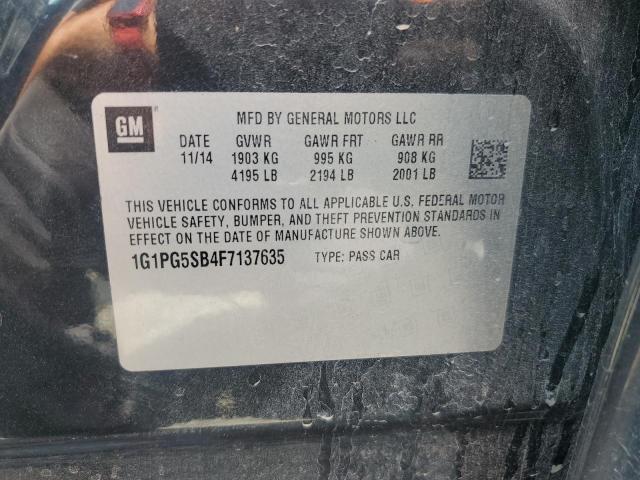 GM
MFD BY GENERAL MOTORS LLC
DATE GVWR GAWR FRT GAWR RR
11/14 1903 KG 995 KG 908 KG
4195 LB 2194 LB 2001 LB
THIS VEHICLE CONFORMS TO ALL APPLICABLE U.S. FEDERAL MOTOR
VEHICLE SAFETY, BUMPER, AND THEFT PREVENTION STANDARDS IN
EFFECT ON THE DATE OF MANUFACTURE SHOWN ABOVE.
1G1PG5SB4F7137635 TYPE: PASS CAR